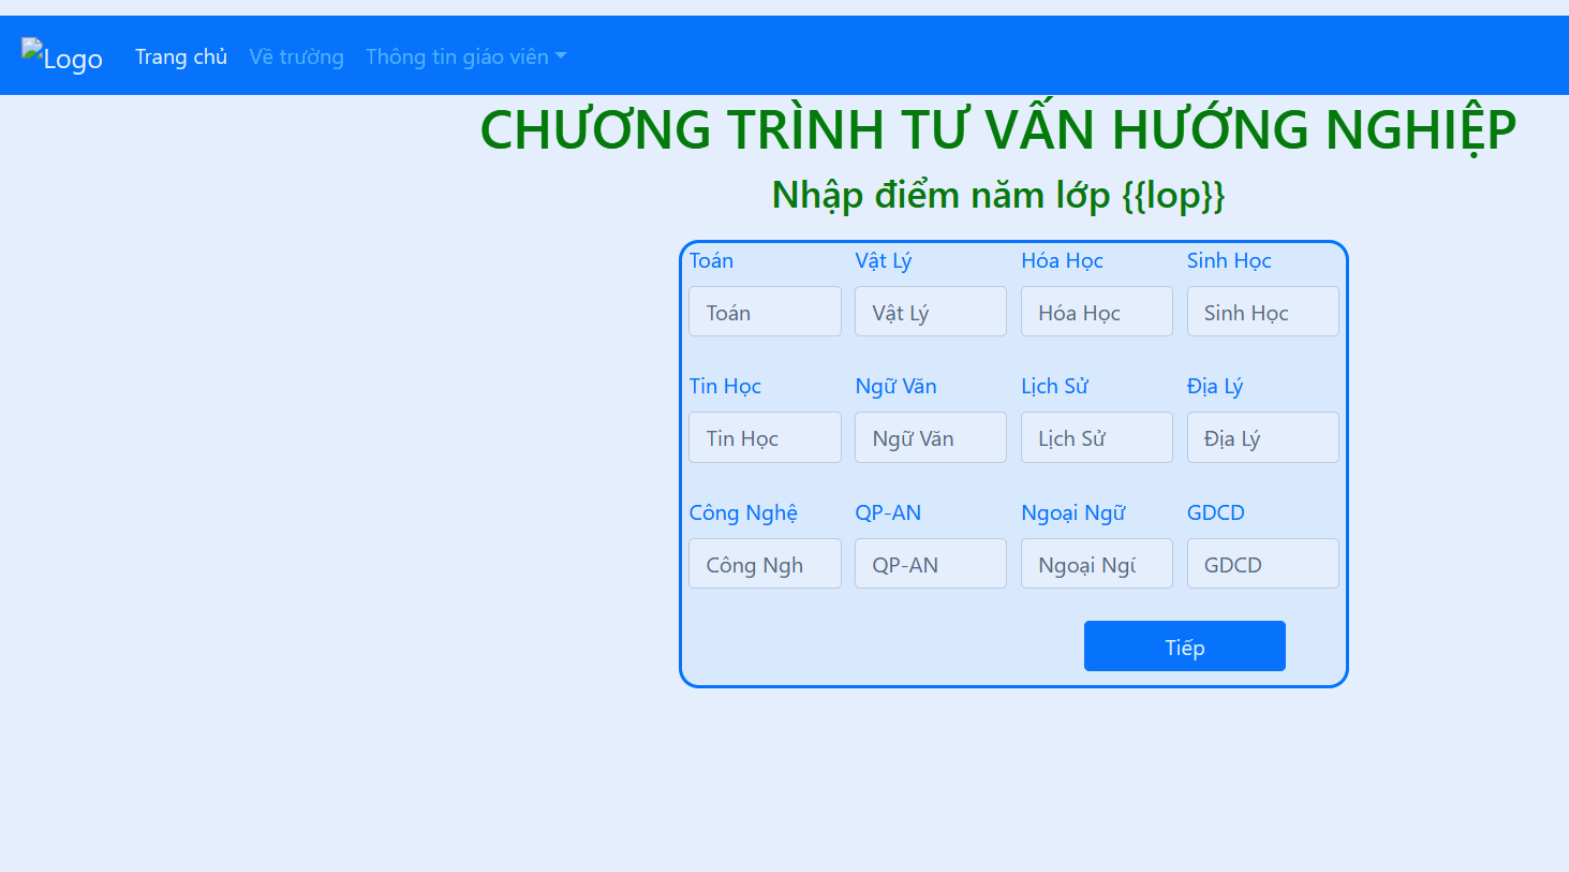 Logo Trang chủ Về trường Thông tin giáo viên
CHƯƠNG TRÌNH TƯ VẤN HƯỚNG NGHIỆP
Nhập điểm năm lớp {{lop}}
Toán Vật Lý Hóa Học Sinh Học
Toán Vật Lý Hóa Học Sinh Học
Tin Học Ngữ Văn Lịch Sử Địa Lý
Tin Học Ngữ Văn Lịch Sử Địa Lý
Công Nghệ QP-AN Ngoại Ngữ GDCD
Công Ngh QP-AN Ngoại Ngữ GDCD
Tiếp